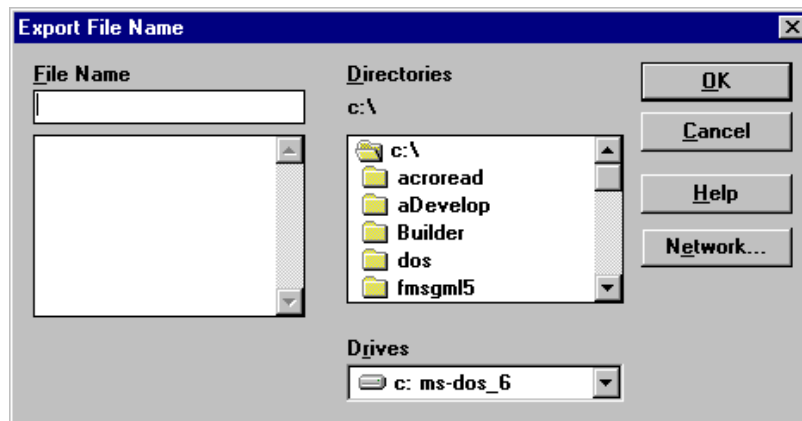 Export File Name
File Name
Directories
c:\
c:\
acroread
aDevelop
Builder
dos
fmsgml5
Drives
c: ms-dos_6
OK
Cancel
Help
Network...